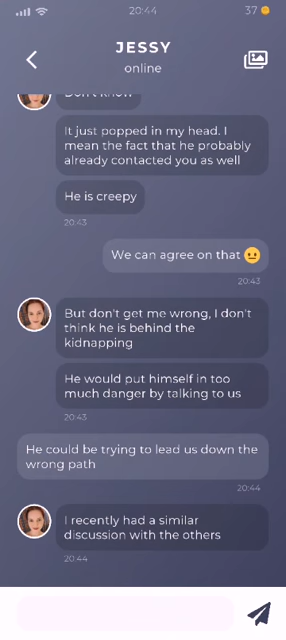 20:44
37
JESSY
online
Don't know
It just popped in my head. I
mean the fact that he probably
already contacted you as well
He is creepy
20:43
We can agree on that 😐
20:43
But don't get me wrong, I don't
think he is behind the
kidnapping
He would put himself in too
much danger by talking to us
20:43
He could be trying to lead us down the
wrong path
20:44
I recently had a similar
discussion with the others
20:44